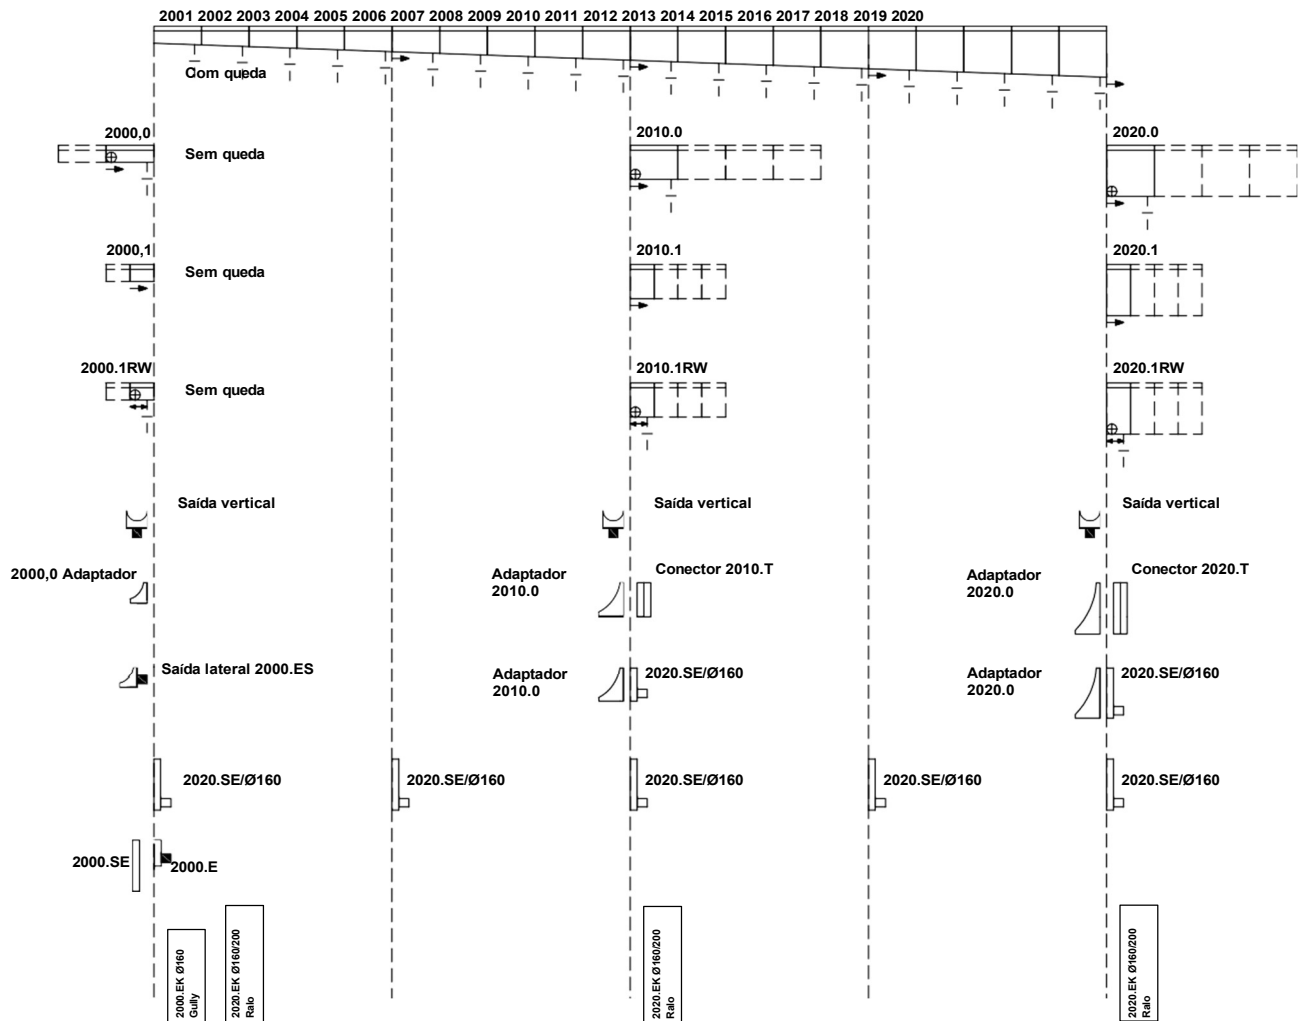 2001 2002 2003 2004 2005 2006 2007 2008 2009 2010 2011 2012 2013 2014 2015 2016 2017 2018 2019 2020
Com queda
2000,0
Sem queda
2010.0
2020.0
2000,1
Sem queda
2010.1
2020.1
2000.1RW
Sem queda
2010.1RW
2020.1RW
Saída vertical
Saída vertical
Saída vertical
2000,0 Adaptador
Adaptador
2010.0
Conector 2010.T
Adaptador
2020.0
Conector 2020.T
Saída lateral 2000.ES
Adaptador
2010.0
2020.SE/Ø160
Adaptador
2020.0
2020.SE/Ø160
2020.SE/Ø160
2020.SE/Ø160
2020.SE/Ø160
2020.SE/Ø160
2020.SE/Ø160
2000.SE
2000.E
2000.EK Ø160
Gully
2020.EK Ø160/200
Ralo
2020.EK Ø160/200
Ralo
2020.EK Ø160/200
Ralo